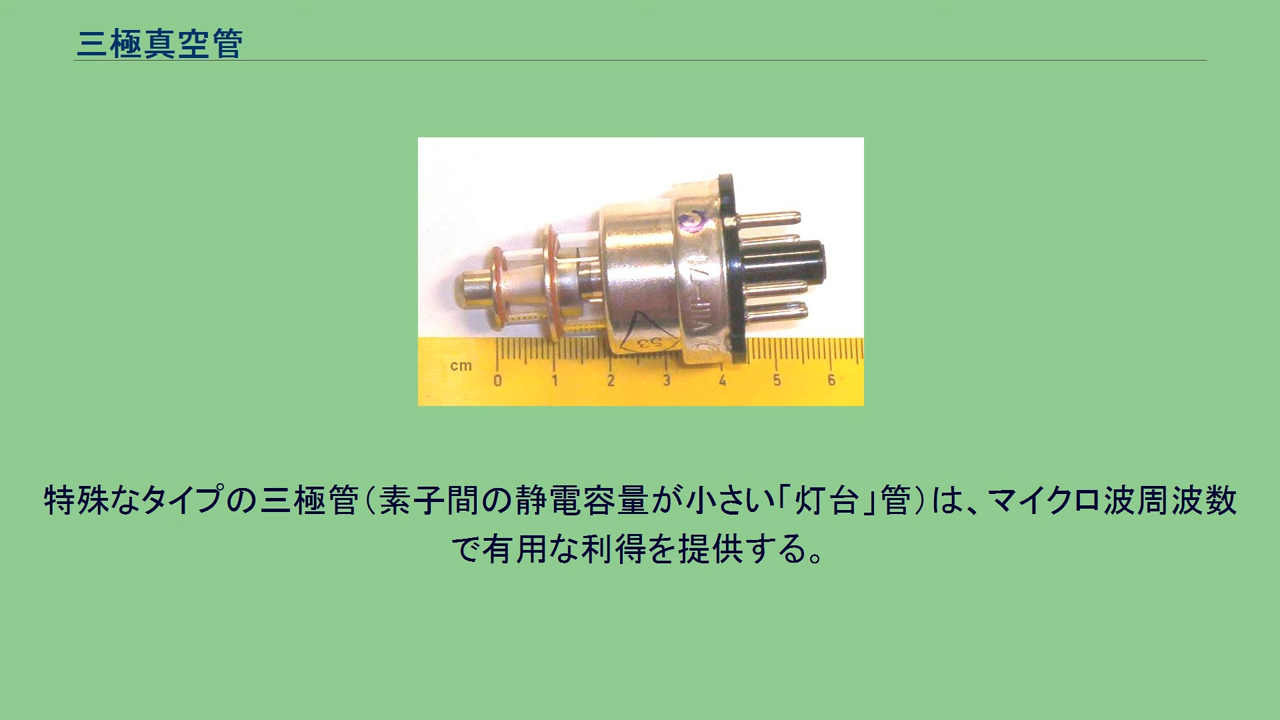 三極真空管
VIII-71
53
cm 0 1 2 3 4 5 6
特殊なタイプの三極管(素子間の静電容量が小さい「灯台」管)は、マイクロ波周波数
で有用な利得を提供する。